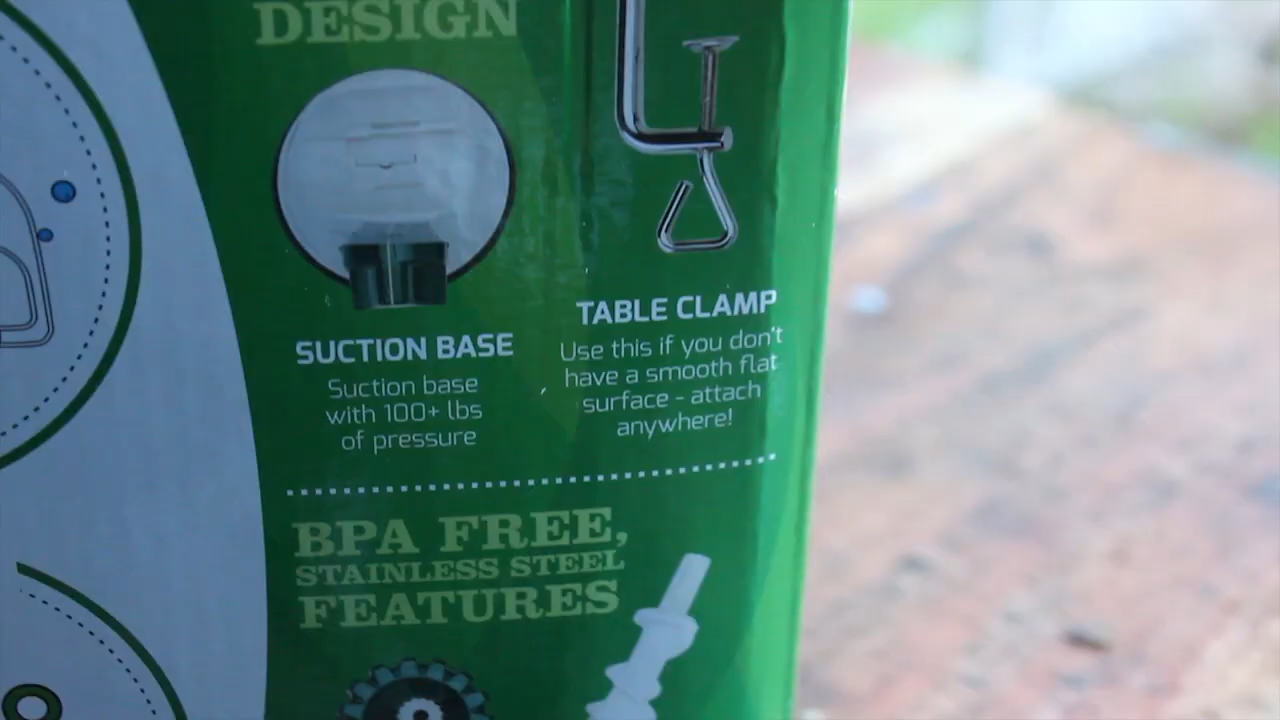 DESIGN
SUCTION BASE
Suction base
with 100+ lbs
of pressure
TABLE CLAMP
Use this if you don't
have a smooth flat
surface - attach
anywhere!
BPA FREE,
STAINLESS STEEL
FEATURES